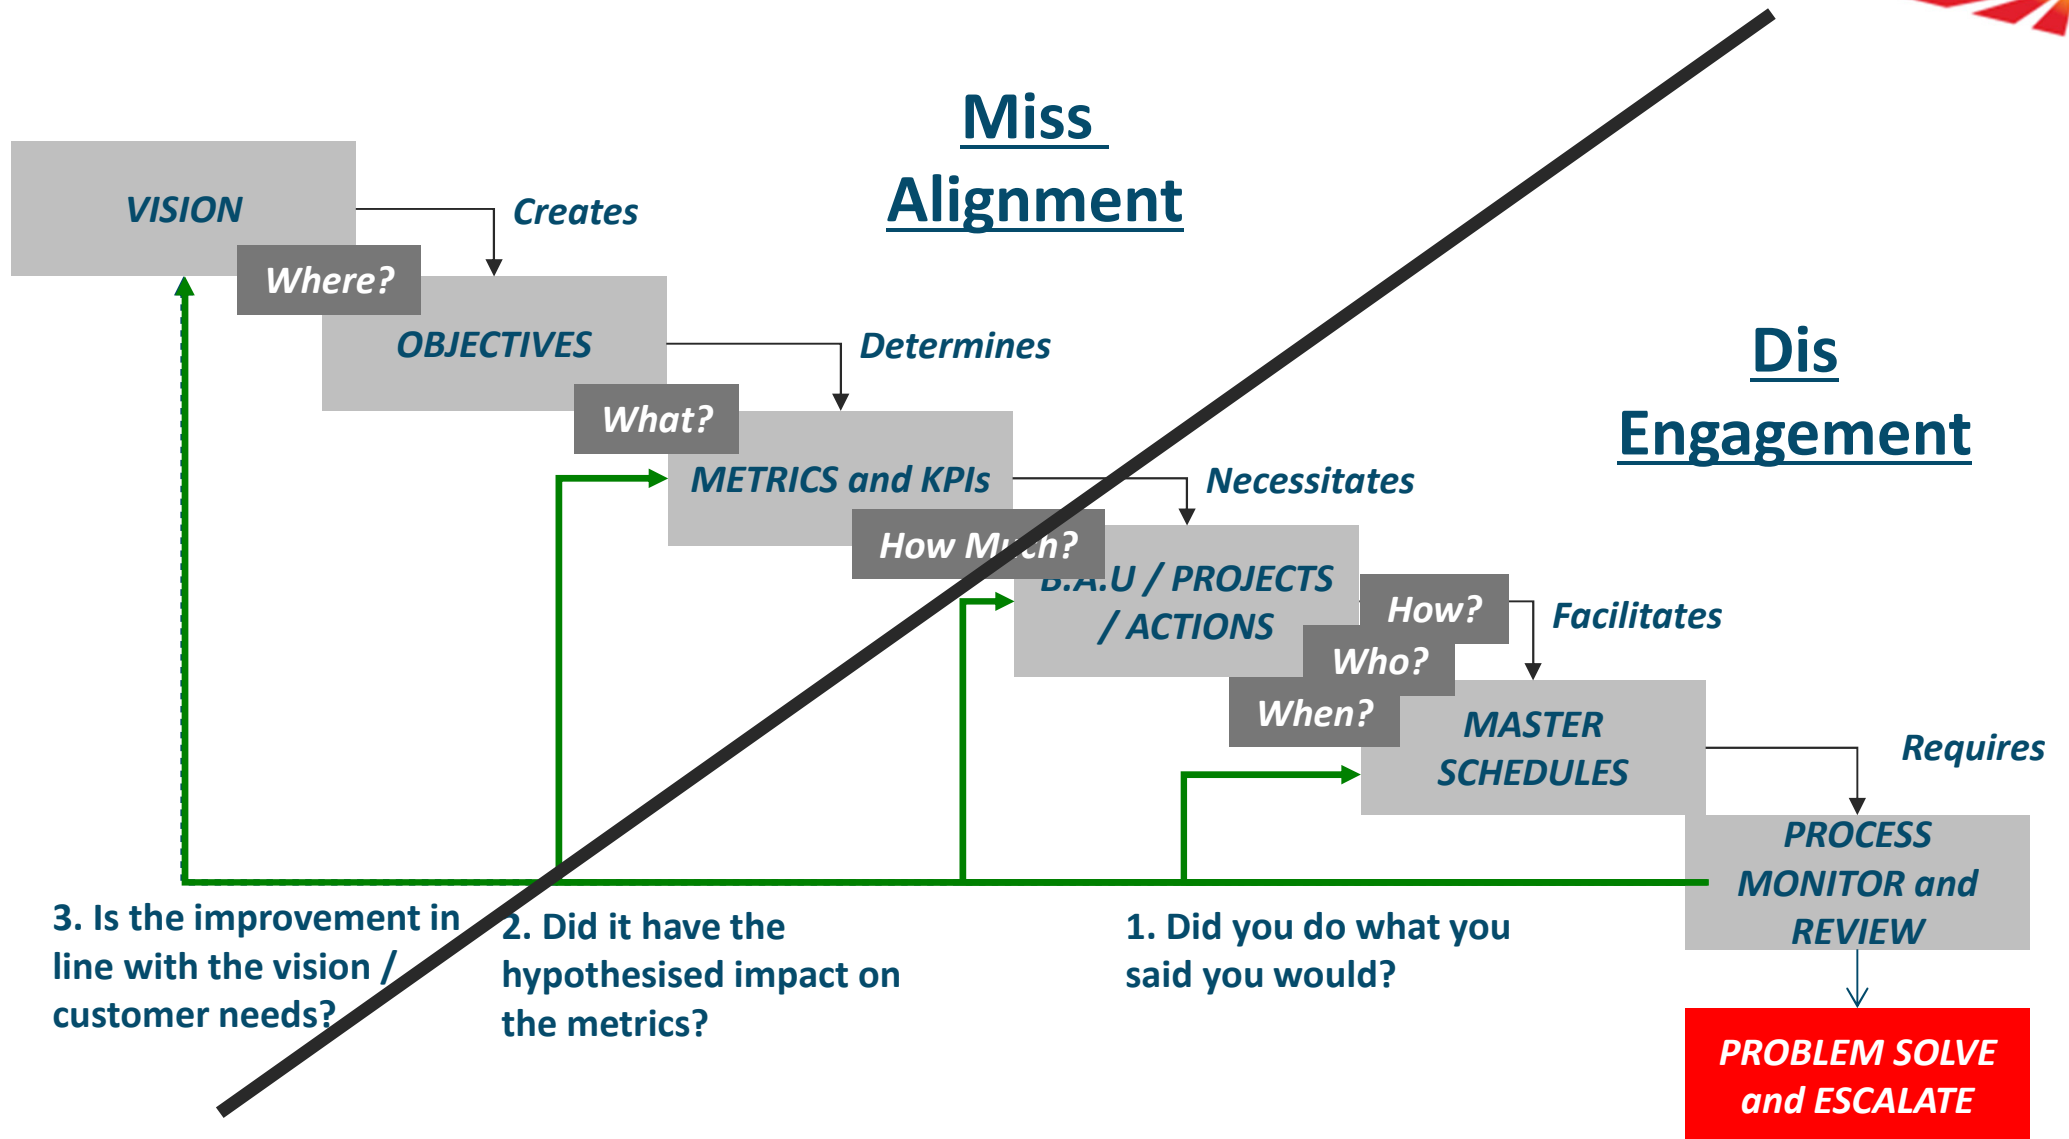 Miss
Alignment
VISION
Creates
Where?
OBJECTIVES
Determines
Dis
Engagement
What?
METRICS and KPIs
Necessitates
How Much?
B.A.U / PROJECTS
/ ACTIONS
How?
Who?
When?
Facilitates
MASTER
SCHEDULES
Requires
PROCESS
MONITOR and
REVIEW
3. Is the improvement in
line with the vision /
customer needs?
2. Did it have the
hypothesised impact on
the metrics?
1. Did you do what you
said you would?
PROBLEM SOLVE
and ESCALATE